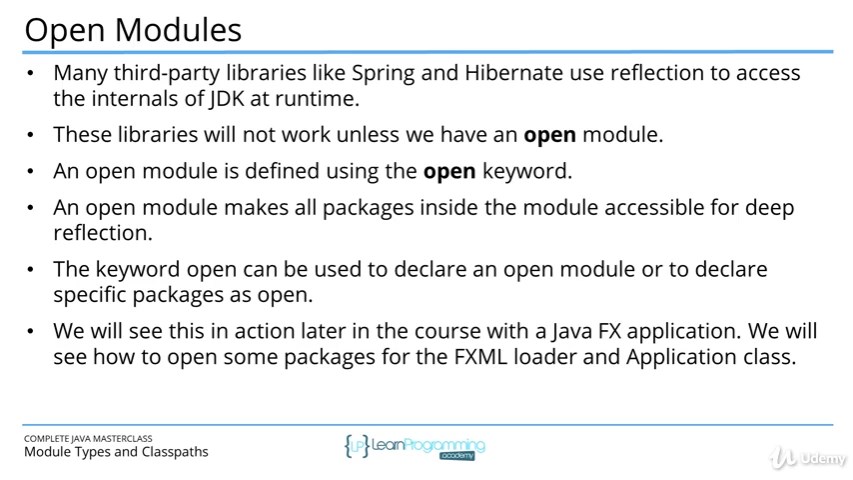 Open Modules
• Many third-party libraries like Spring and Hibernate use reflection to access
the internals of JDK at runtime.
• These libraries will not work unless we have an open module.
• An open module is defined using the open keyword.
• An open module makes all packages inside the module accessible for deep
reflection.
• The keyword open can be used to declare an open module or to declare
specific packages as open.
• We will see this in action later in the course with a Java FX application. We will
see how to open some packages for the FXML loader and Application class.
COMPLETE JAVA MASTERCLASS
Module Types and Classpaths
{LP} LearnProgramming
academy
Udemy